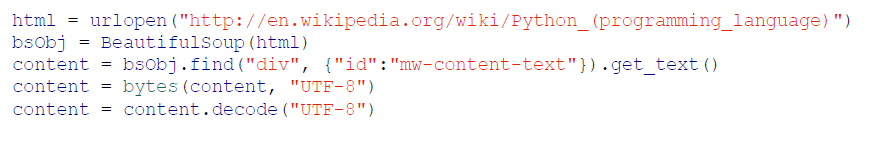 html = urlopen("http://en.wikipedia.org/wiki/Python_(programming_language)")
bsObj = BeautifulSoup(html)
content = bsObj.find("div", {"id":"mw-content-text"}).get_text()
content = bytes(content, "UTF-8")
content = content.decode("UTF-8")